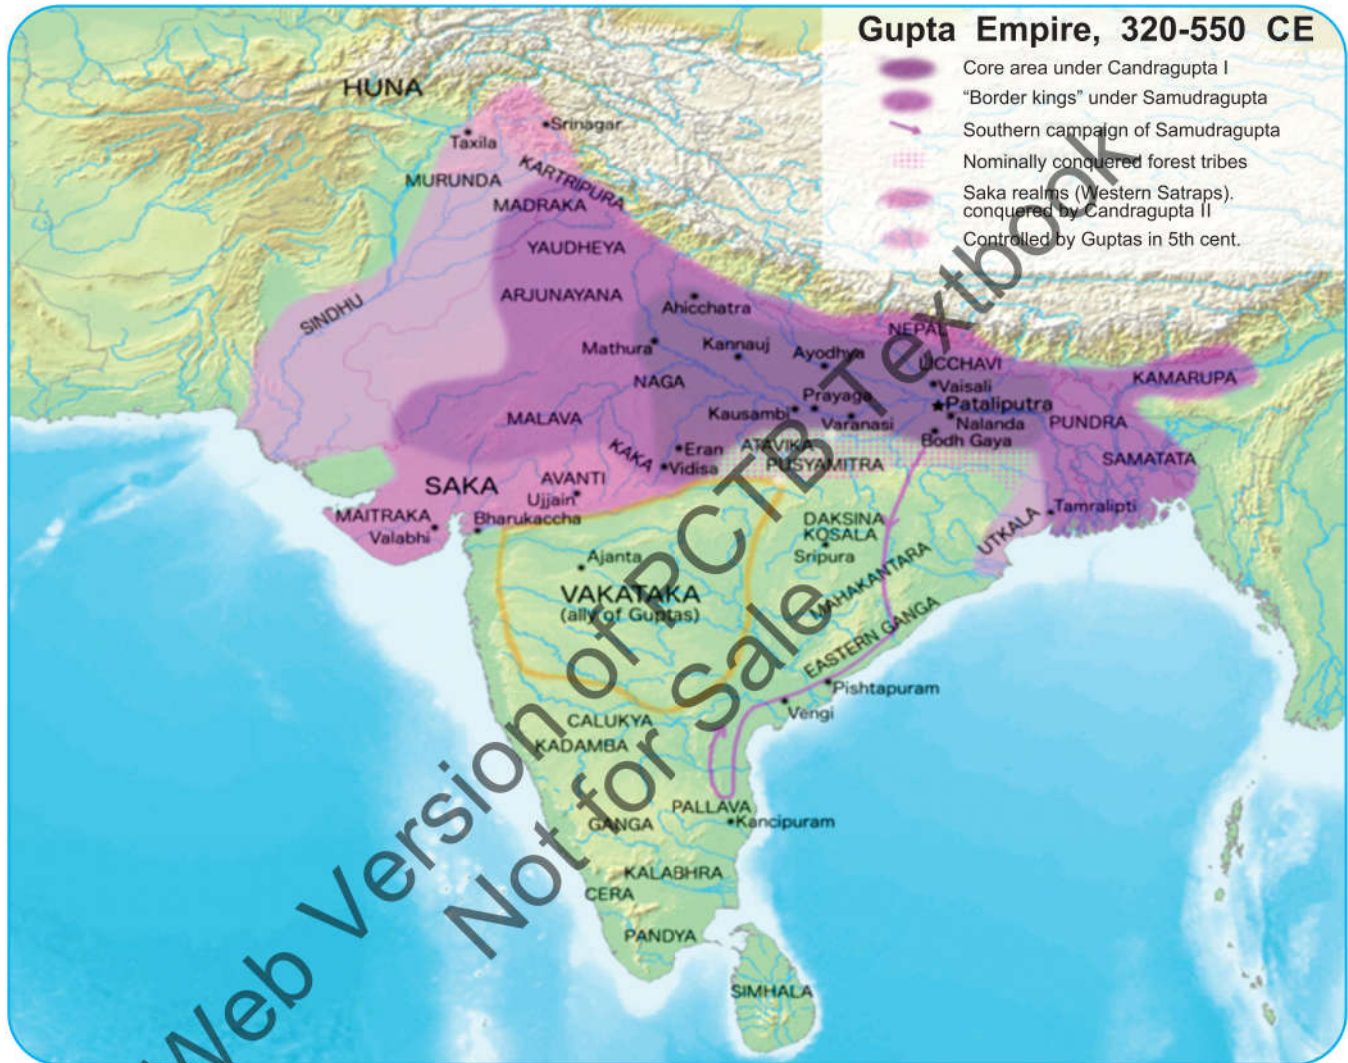 Gupta Empire, 320-550 CE
Core area under Candragupta I
“Border kings” under Samudragupta
Southern campaign of Samudragupta
Nominally conquered forest tribes
Saka realms (Western Satraps).
conquered by Candragupta II
Controlled by Guptas in 5th cent.
HUNA
Srinagar
Taxila
MURUNDA
KARTRIPURA
MADRAKA
YAUDHEYA
ARJUNAYANA
SINDHU
Ahicchatra
NEPAL
Mathura
Kannauj
Ayodhya
LICCHAVI
KAMARUPA
NAGA
Vaisali
Prayaga
Pataliputra
MALAVA
Kausambi
Varanasi
Nalanda
PUNDRA
Bodh Gaya
KAKA
Eran
ATAVIKA
SAMATATA
Vidisa
PUSYAMITRA
AVANTI
SAKA
Ujjain
Tamralipti
MAITRAKA
Bharukaccha
DAKSINA
KOSALA
UTKALA
Valabhi
Sripura
Ajanta
MAHAKANTARA
VAKATAKA
(ally of Guptas)
EASTERN GANGA
Pishtapuram
Vengi
CALUKYA
KADAMBA
PALLAVA
Kancipuram
GANGA
KALABHRA
CERA
PANDYA
SIMHALA
Web Version of PCTB Textbook
Not for Sale